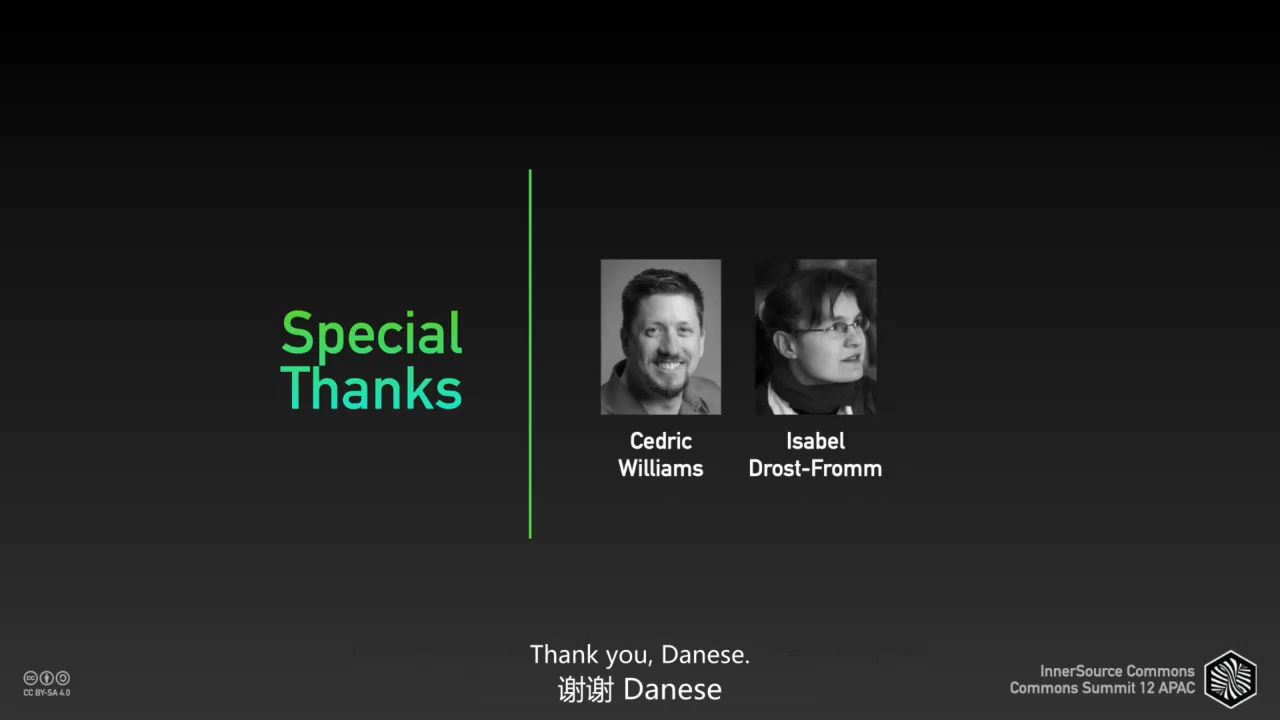 Special
Thanks
Cedric
Williams
Isabel
Drost-Fromm
Thank you, Danese.
谢谢 Danese
CC BY-SA 4.0
InnerSource Commons
Commons Summit 12 APAC